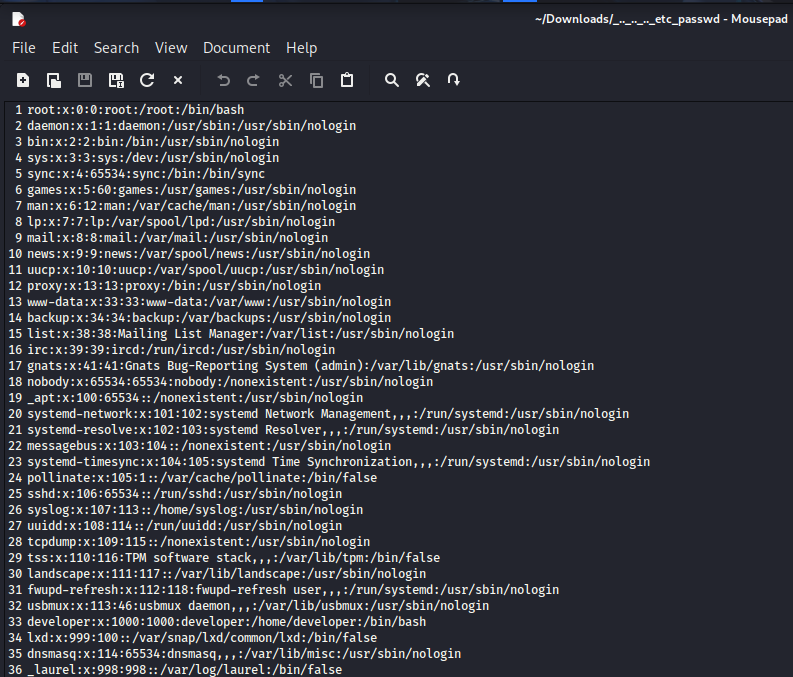 ~/Downloads/_.._.._.._etc_passwd - Mousepad
File Edit Search View Document Help
1 root:x:0:0:root:/root:/bin/bash
2 daemon:x:1:1:daemon:/usr/sbin:/usr/sbin/nologin
3 bin:x:2:2:bin:/bin:/usr/sbin/nologin
4 sys:x:3:3:sys:/dev:/usr/sbin/nologin
5 sync:x:4:65534:sync:/bin:/bin/sync
6 games:x:5:60:games:/usr/games:/usr/sbin/nologin
7 man:x:6:12:man:/var/cache/man:/usr/sbin/nologin
8 lp:x:7:7:lp:/var/spool/lpd:/usr/sbin/nologin
9 mail:x:8:8:mail:/var/mail:/usr/sbin/nologin
10 news:x:9:9:news:/var/spool/news:/usr/sbin/nologin
11 uucp:x:10:10:uucp:/var/spool/uucp:/usr/sbin/nologin
12 proxy:x:13:13:proxy:/bin:/usr/sbin/nologin
13 www-data:x:33:33:www-data:/var/www:/usr/sbin/nologin
14 backup:x:34:34:backup:/var/backups:/usr/sbin/nologin
15 list:x:38:38:Mailing List Manager:/var/list:/usr/sbin/nologin
16 irc:x:39:39:ircd:/run/ircd:/usr/sbin/nologin
17 gnats:x:41:41:Gnats Bug-Reporting System (admin):/var/lib/gnats:/usr/sbin/nologin
18 nobody:x:65534:65534:nobody:/nonexistent:/usr/sbin/nologin
19 _apt:x:100:65534::/nonexistent:/usr/sbin/nologin
20 systemd-network:x:101:102:systemd Network Management,,,:/run/systemd:/usr/sbin/nologin
21 systemd-resolve:x:102:103:systemd Resolver,,,:/run/systemd:/usr/sbin/nologin
22 messagebus:x:103:104::/nonexistent:/usr/sbin/nologin
23 systemd-timesync:x:104:105:systemd Time Synchronization,,,:/run/systemd:/usr/sbin/nologin
24 pollinate:x:105:1::/var/cache/pollinate:/bin/false
25 sshd:x:106:65534::/run/sshd:/usr/sbin/nologin
26 syslog:x:107:113::/home/syslog:/usr/sbin/nologin
27 uuidd:x:108:114::/run/uuidd:/usr/sbin/nologin
28 tcpdump:x:109:115::/nonexistent:/usr/sbin/nologin
29 tss:x:110:116:TPM software stack,,,:/var/lib/tpm:/bin/false
30 landscape:x:111:117::/var/lib/landscape:/usr/sbin/nologin
31 fwupd-refresh:x:112:118:fwupd-refresh user,,,:/run/systemd:/usr/sbin/nologin
32 usbmux:x:113:46:usbmux daemon,,,:/var/lib/usbmux:/usr/sbin/nologin
33 developer:x:1000:1000:developer:/home/developer:/bin/bash
34 lxd:x:999:100::/var/snap/lxd/common/lxd:/bin/false
35 dnsmasq:x:114:65534:dnsmasq,,,:/var/lib/misc:/usr/sbin/nologin
36 _laurel:x:998:998::/var/log/laurel:/bin/false